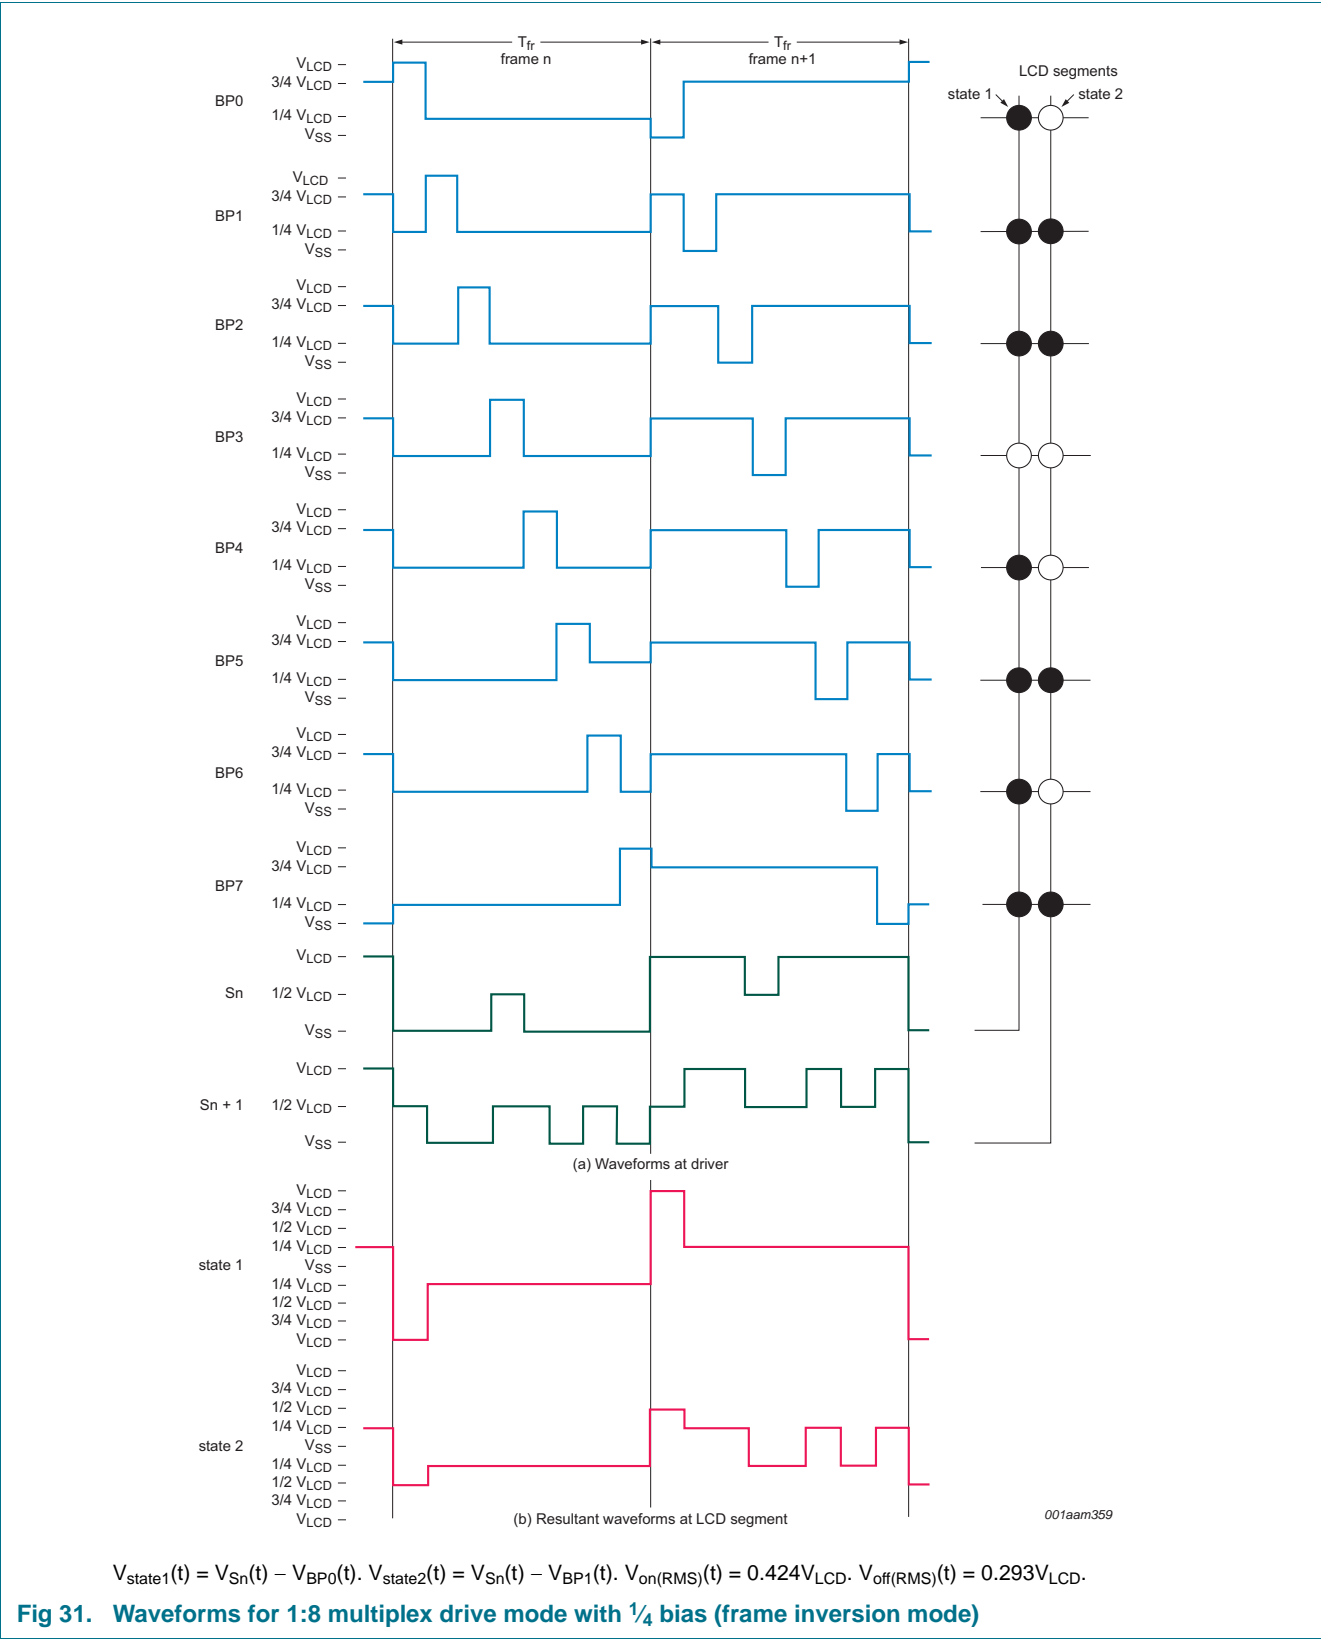 Tfr Tfr
frame n frame n+1
LCD segments
state 1 state 2
VLCD
3/4 VLCD
BP0
1/4 VLCD
VSS
VLCD
3/4 VLCD
BP1
1/4 VLCD
VSS
VLCD
3/4 VLCD
BP2
1/4 VLCD
VSS
VLCD
3/4 VLCD
BP3
1/4 VLCD
VSS
VLCD
3/4 VLCD
BP4
1/4 VLCD
VSS
VLCD
3/4 VLCD
BP5
1/4 VLCD
VSS
VLCD
3/4 VLCD
BP6
1/4 VLCD
VSS
VLCD
3/4 VLCD
BP7
1/4 VLCD
VSS
VLCD
Sn 1/2 VLCD
VSS
VLCD
Sn + 1 1/2 VLCD
VSS
(a) Waveforms at driver
VLCD
3/4 VLCD
1/2 VLCD
1/4 VLCD
state 1 VSS
1/4 VLCD
1/2 VLCD
3/4 VLCD
VLCD
VLCD
3/4 VLCD
1/2 VLCD
1/4 VLCD
state 2 VSS
1/4 VLCD
1/2 VLCD
3/4 VLCD
VLCD
(b) Resultant waveforms at LCD segment
001aam359
Vstate1(t) = VSn(t) − VBP0(t). Vstate2(t) = VSn(t) − VBP1(t). Von(RMS)(t) = 0.424VLCD. Voff(RMS)(t) = 0.293VLCD.
Fig 31. Waveforms for 1:8 multiplex drive mode with 1⁄4 bias (frame inversion mode)